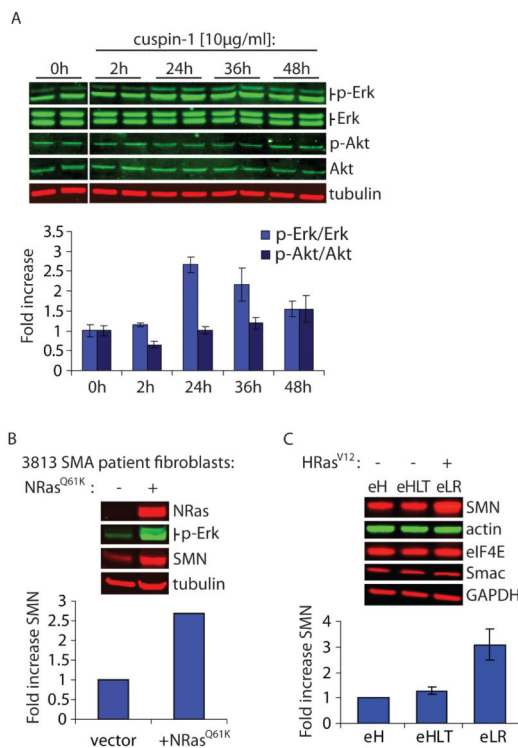 A
cuspin-1 [10μg/ml]:
0h 2h 24h 36h 48h
p-Erk
Erk
p-Akt
Akt
tubulin
p-Erk/Erk
p-Akt/Akt
Fold increase
3.5
3
2.5
2
1.5
1
0.5
0
0h 2h 24h 36h 48h
B
3813 SMA patient fibroblasts:
NRasQ61K : - +
NRas
p-Erk
SMN
tubulin
Fold increase SMN
3
2.5
2
1.5
1
0.5
0
vector +NRasQ61K
C
HRasV12 : - - +
eH eHLT eLR
SMN
actin
eIF4E
Smac
GAPDH
Fold increase SMN
4
3
2
1
0
eH eHLT eLR